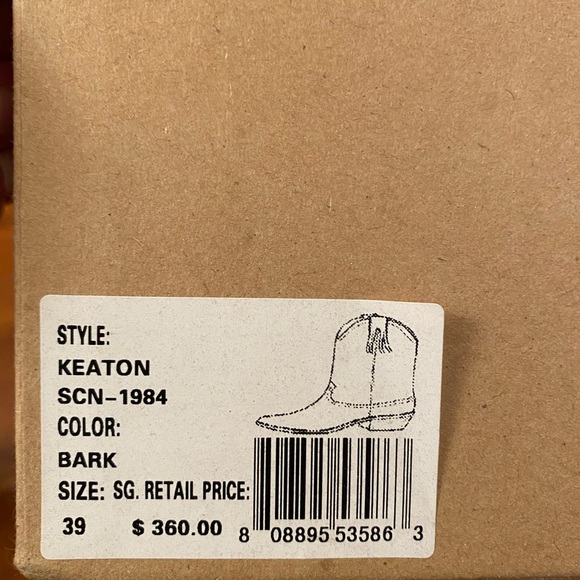 STYLE:
KEATON
SCN-1984
COLOR:
BARK
SIZE: SG. RETAIL PRICE:
39 $ 360.00
8 08895 53586 3